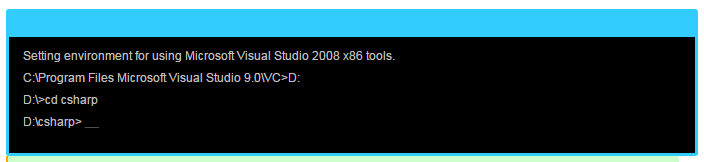 Setting environment for using Microsoft Visual Studio 2008 x86 tools.
C:\Program Files Microsoft Visual Studio 9.0\VC>D:
D:\>cd csharp
D:\csharp> __